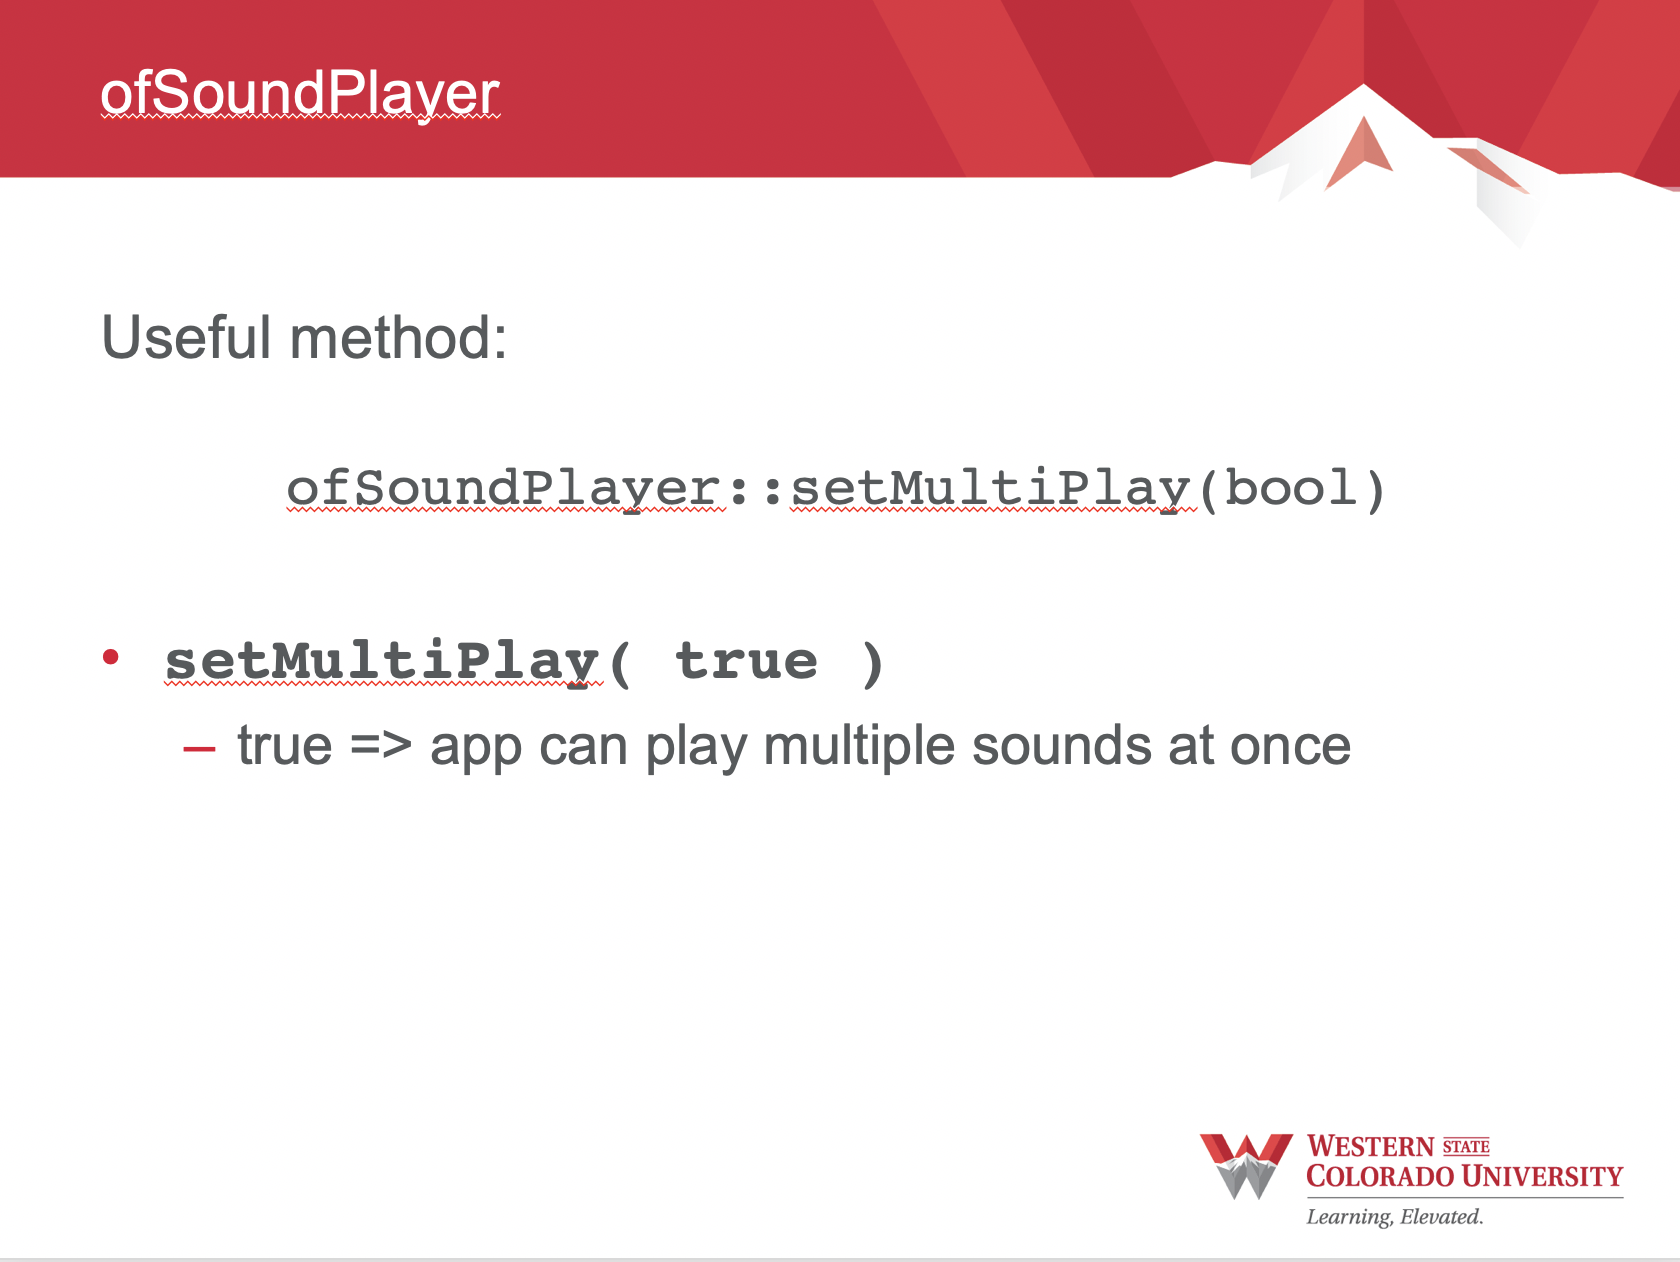 ofSoundPlayer
Useful method:
ofSoundPlayer::setMultiPlay(bool)
• setMultiPlay( true )
– true => app can play multiple sounds at once
WESTERN STATE
COLORADO UNIVERSITY
Learning, Elevated.